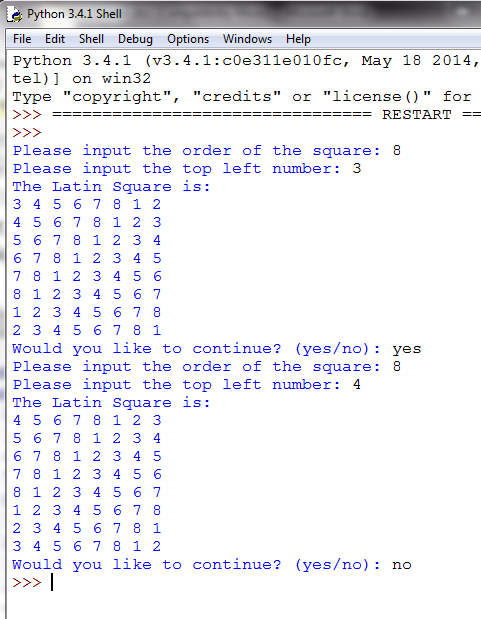 Python 3.4.1 Shell
File Edit Shell Debug Options Windows Help
Python 3.4.1 (v3.4.1:c0e311e010fc, May 18 2014,
tel)] on win32
Type "copyright", "credits" or "license()" for
>>> ================================ RESTART ==
>>>
Please input the order of the square: 8
Please input the top left number: 3
The Latin Square is:
3 4 5 6 7 8 1 2
4 5 6 7 8 1 2 3
5 6 7 8 1 2 3 4
6 7 8 1 2 3 4 5
7 8 1 2 3 4 5 6
8 1 2 3 4 5 6 7
1 2 3 4 5 6 7 8
2 3 4 5 6 7 8 1
Would you like to continue? (yes/no): yes
Please input the order of the square: 8
Please input the top left number: 4
The Latin Square is:
4 5 6 7 8 1 2 3
5 6 7 8 1 2 3 4
6 7 8 1 2 3 4 5
7 8 1 2 3 4 5 6
8 1 2 3 4 5 6 7
1 2 3 4 5 6 7 8
2 3 4 5 6 7 8 1
3 4 5 6 7 8 1 2
Would you like to continue? (yes/no): no
>>>